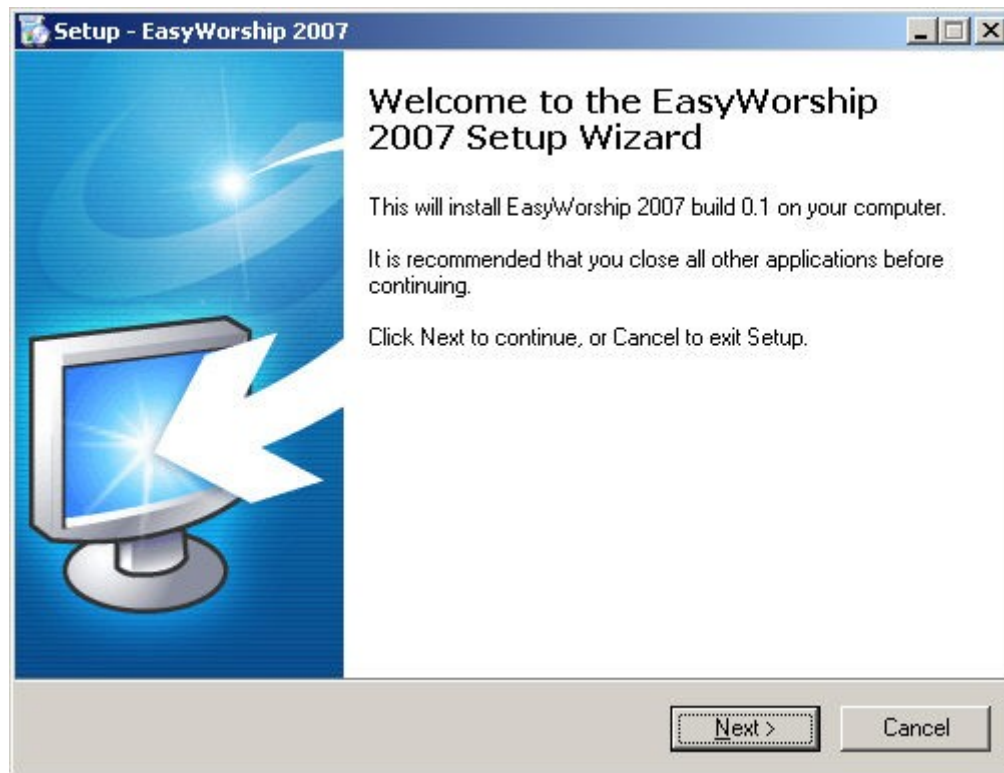 Setup - EasyWorship 2007
Welcome to the EasyWorship
2007 Setup Wizard
This will install EasyWorship 2007 build 0.1 on your computer.
It is recommended that you close all other applications before
continuing.
Click Next to continue, or Cancel to exit Setup.
Next >
Cancel